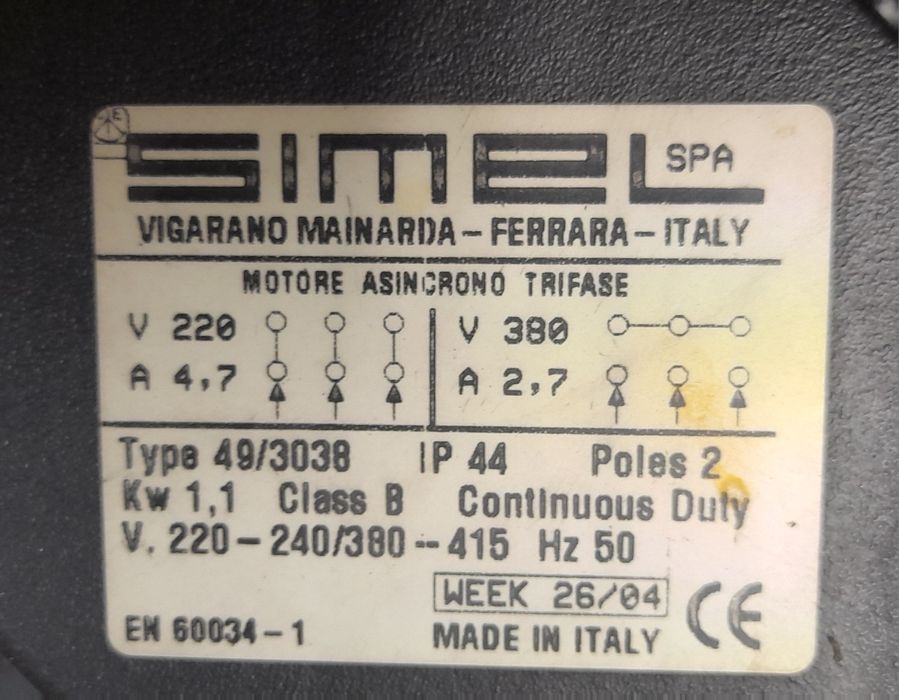 SIMEL SPA
VIGARANO MAINARDA - FERRARA - ITALY
MOTORE ASINCRONO TRIFASE
V 220
A 4,7
V 380
A 2,7
Type 49/3038 IP 44 Poles 2
Kw 1,1 Class B Continuous Duty
V. 220-240/380--415 Hz 50
WEEK 26/04
EN 60034-1
MADE IN ITALY
CE